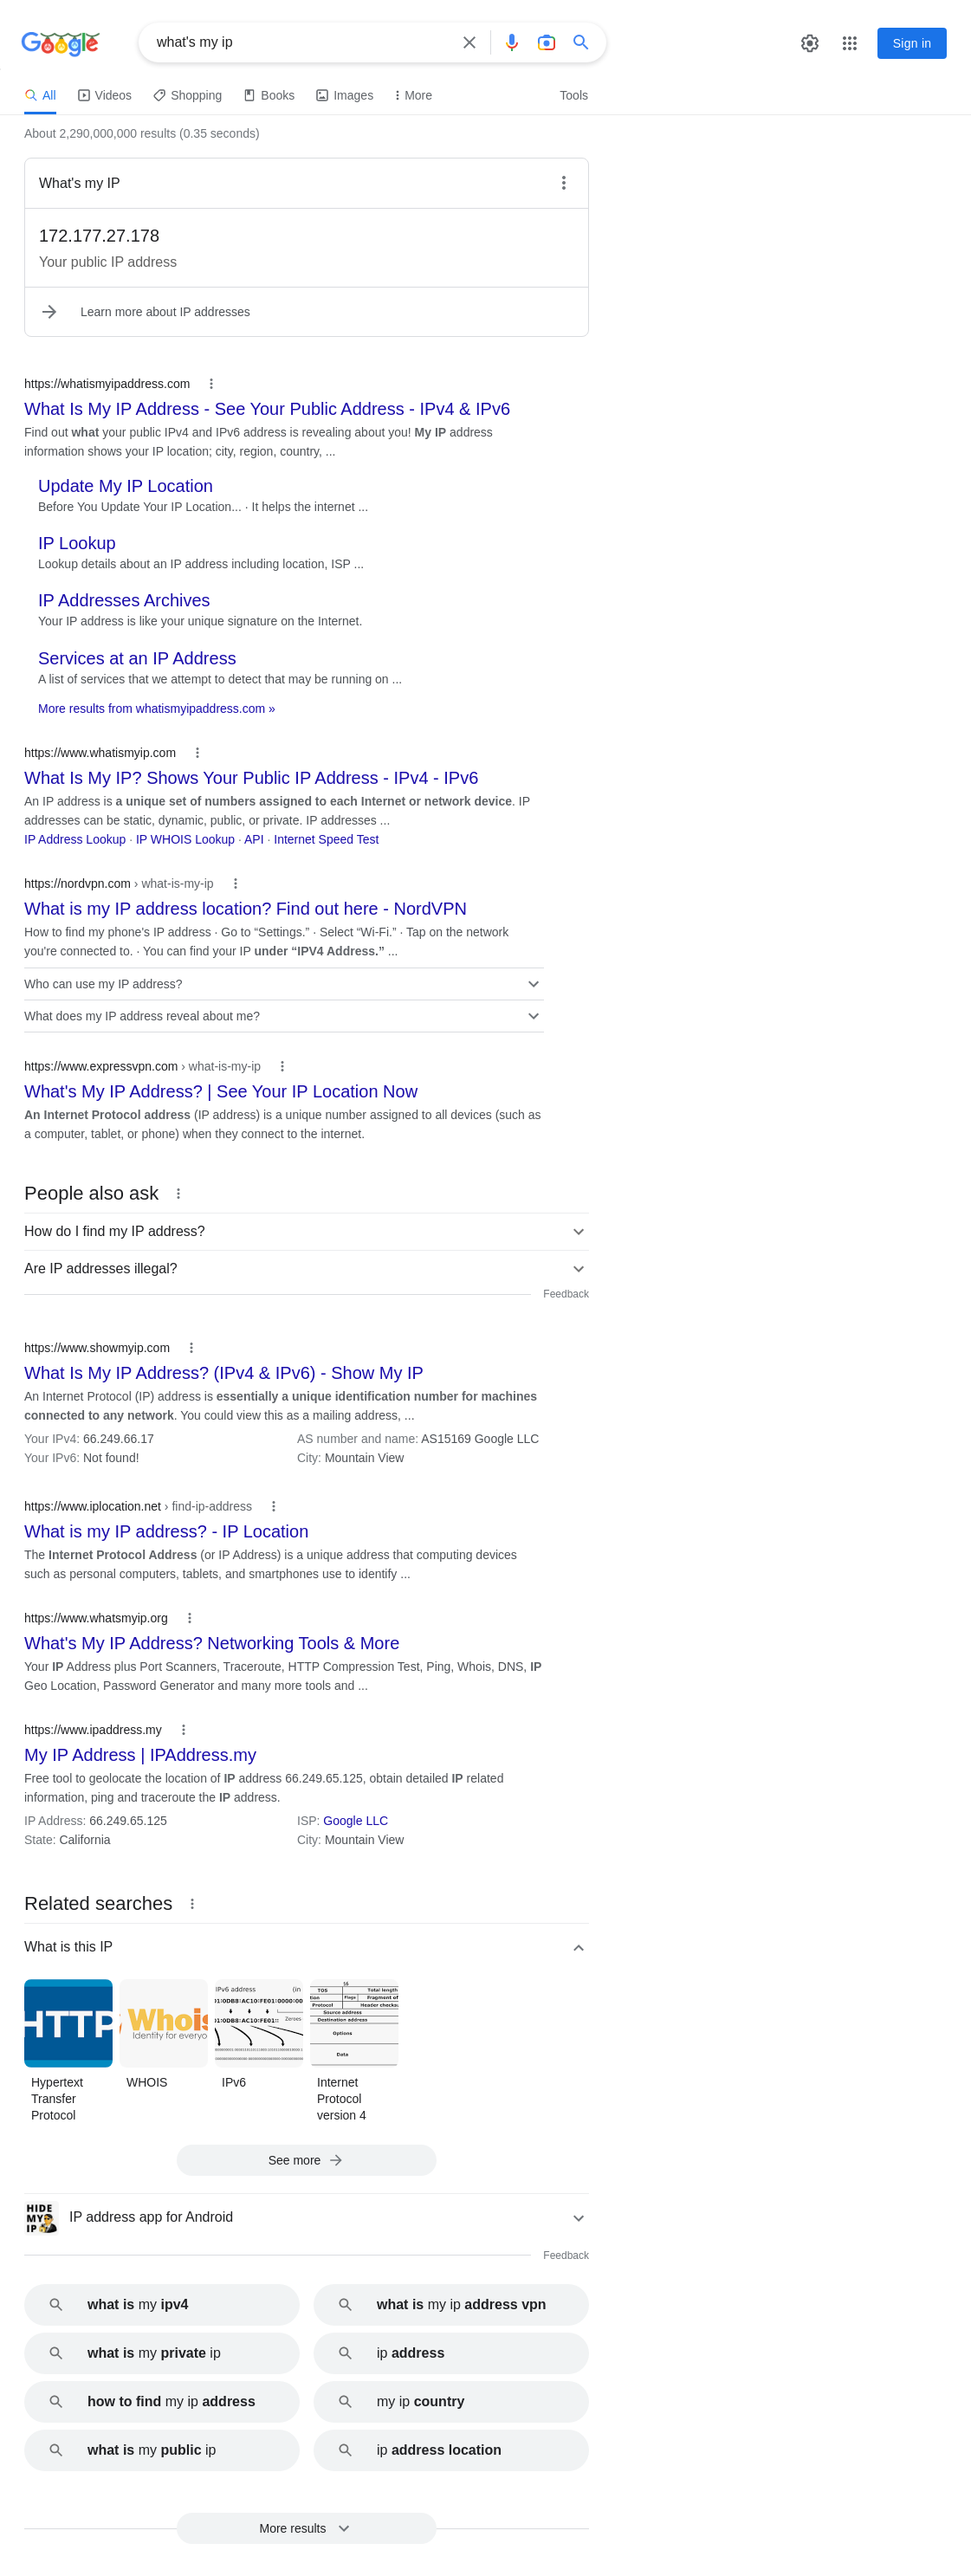 Google
what's my ip
Sign in
All
Videos
Shopping
Books
Images
More
Tools
About 2,290,000,000 results (0.35 seconds)
What's my IP
172.177.27.178
Your public IP address
Learn more about IP addresses
https://whatismyipaddress.com
What Is My IP Address - See Your Public Address - IPv4 & IPv6
Find out what your public IPv4 and IPv6 address is revealing about you! My IP address
information shows your IP location; city, region, country, ...
Update My IP Location
Before You Update Your IP Location... · It helps the internet ...
IP Lookup
Lookup details about an IP address including location, ISP ...
IP Addresses Archives
Your IP address is like your unique signature on the Internet.
Services at an IP Address
A list of services that we attempt to detect that may be running on ...
More results from whatismyipaddress.com »
https://www.whatismyip.com
What Is My IP? Shows Your Public IP Address - IPv4 - IPv6
An IP address is a unique set of numbers assigned to each Internet or network device. IP
addresses can be static, dynamic, public, or private. IP addresses ...
IP Address Lookup · IP WHOIS Lookup · API · Internet Speed Test
https://nordvpn.com › what-is-my-ip
What is my IP address location? Find out here - NordVPN
How to find my phone's IP address · Go to “Settings.” · Select “Wi-Fi.” · Tap on the network
you're connected to. · You can find your IP under “IPV4 Address.” ...
Who can use my IP address?
What does my IP address reveal about me?
https://www.expressvpn.com › what-is-my-ip
What's My IP Address? | See Your IP Location Now
An Internet Protocol address (IP address) is a unique number assigned to all devices (such as
a computer, tablet, or phone) when they connect to the internet.
People also ask
How do I find my IP address?
Are IP addresses illegal?
Feedback
https://www.showmyip.com
What Is My IP Address? (IPv4 & IPv6) - Show My IP
An Internet Protocol (IP) address is essentially a unique identification number for machines
connected to any network. You could view this as a mailing address, ...
Your IPv4: 66.249.66.17
AS number and name: AS15169 Google LLC
Your IPv6: Not found!
City: Mountain View
https://www.iplocation.net › find-ip-address
What is my IP address? - IP Location
The Internet Protocol Address (or IP Address) is a unique address that computing devices
such as personal computers, tablets, and smartphones use to identify ...
https://www.whatsmyip.org
What's My IP Address? Networking Tools & More
Your IP Address plus Port Scanners, Traceroute, HTTP Compression Test, Ping, Whois, DNS, IP
Geo Location, Password Generator and many more tools and ...
https://www.ipaddress.my
My IP Address | IPAddress.my
Free tool to geolocate the location of IP address 66.249.65.125, obtain detailed IP related
information, ping and traceroute the IP address.
IP Address: 66.249.65.125
ISP: Google LLC
State: California
City: Mountain View
Related searches
What is this IP
HTTP
Whois
Identity for everyo
IPv6 address (in
Zeroes
TOS Total length
Flags Fragment of
Protocol Header checks
Source address
Destination address
Options
Data
Hypertext
Transfer
Protocol
WHOIS
IPv6
Internet
Protocol
version 4
See more
HIDE
MY
IP
IP address app for Android
Feedback
what is my ipv4
what is my ip address vpn
what is my private ip
ip address
how to find my ip address
my ip country
what is my public ip
ip address location
More results